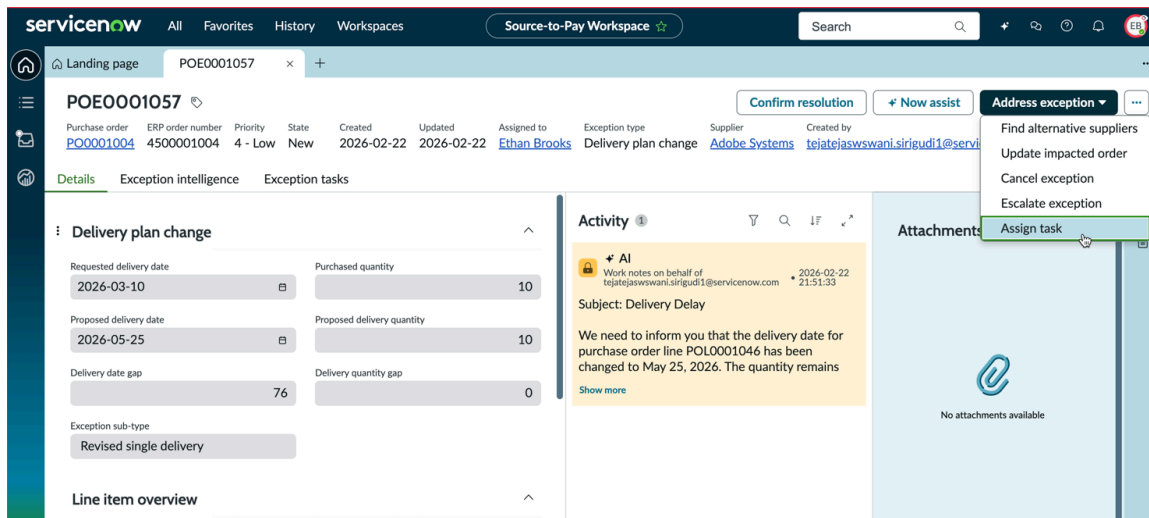 servicenow All Favorites History Workspaces Source-to-Pay Workspace Search EB
Landing page POE0001057 × +
POE0001057 Confirm resolution Now assist Address exception
Purchase order ERP order number Priority State Created Updated Assigned to Exception type Supplier Created by
PO0001004 4500001004 4 - Low New 2026-02-22 2026-02-22 Ethan Brooks Delivery plan change Adobe Systems tejatejaswswani.sirigudi1@servi
Find alternative suppliers
Update impacted order
Cancel exception
Escalate exception
Assign task
Details Exception intelligence Exception tasks
Delivery plan change
Requested delivery date Purchased quantity
2026-03-10 10
Proposed delivery date Proposed delivery quantity
2026-05-25 10
Delivery date gap Delivery quantity gap
76 0
Exception sub-type
Revised single delivery
Line item overview
Activity 1
AI
Work notes on behalf of
tejatejaswswani.sirigudi1@servicenow.com • 2026-02-22
21:51:33
Subject: Delivery Delay
We need to inform you that the delivery date for
purchase order line POL0001046 has been
changed to May 25, 2026. The quantity remains
Show more
Attachments
No attachments available